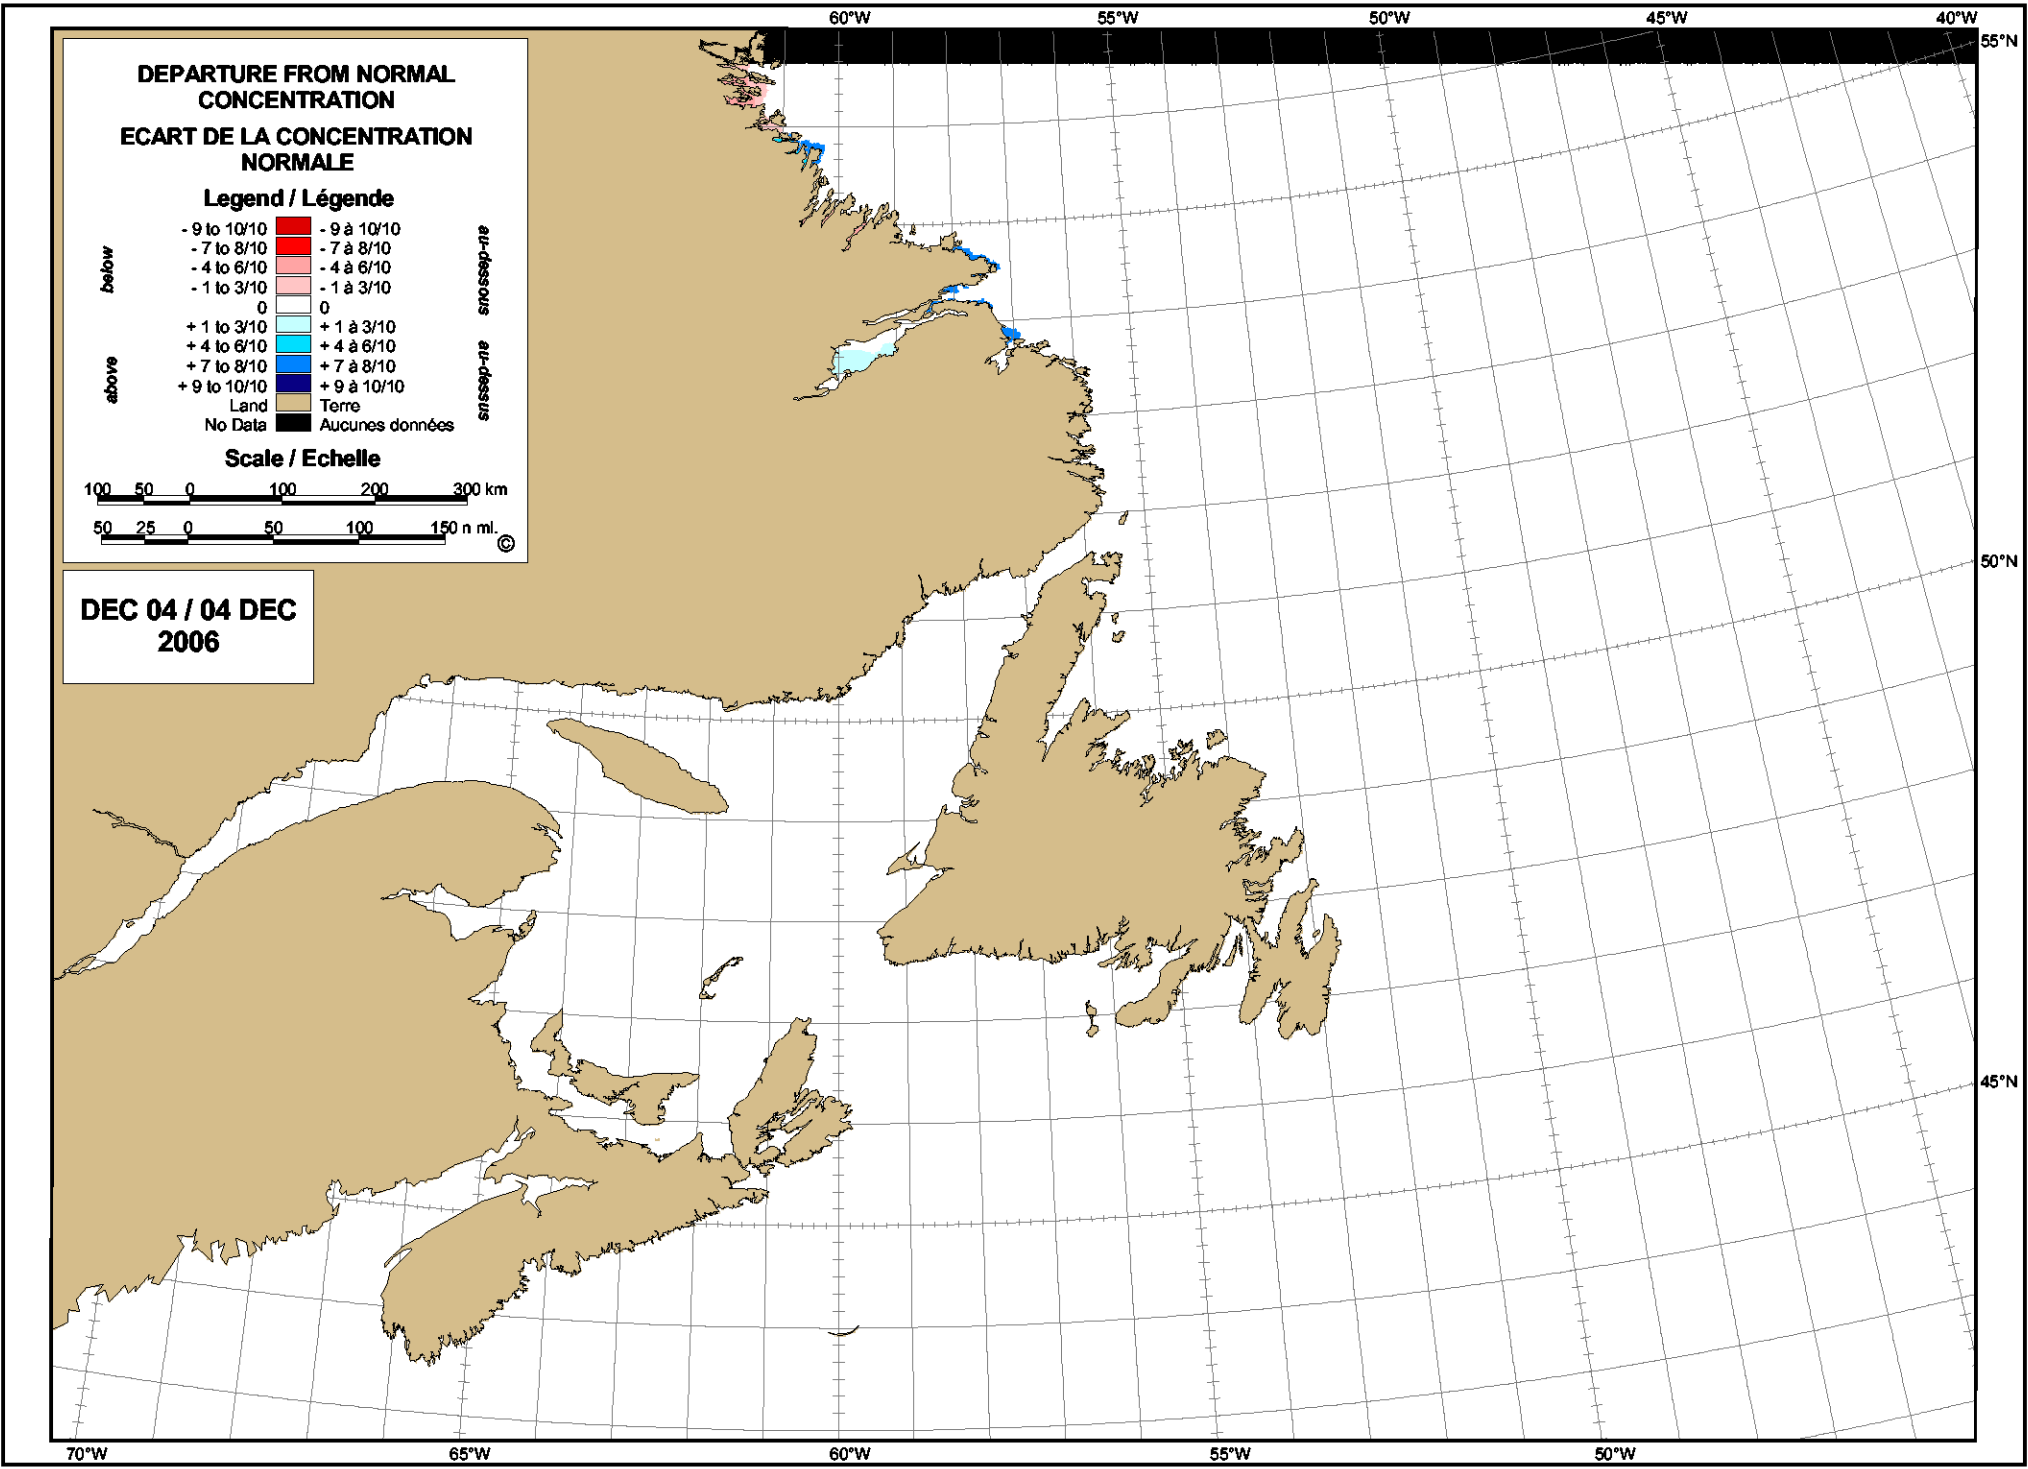 60°W 55°W 50°W 45°W 40°W
55°N
DEPARTURE FROM NORMAL
CONCENTRATION
ECART DE LA CONCENTRATION
NORMALE
Legend / Légende
- 9 to 10/10 - 9 à 10/10
- 7 to 8/10 - 7 à 8/10
- 4 to 6/10 - 4 à 6/10
- 1 to 3/10 - 1 à 3/10
0 0
+ 1 to 3/10 + 1 à 3/10
+ 4 to 6/10 + 4 à 6/10
+ 7 to 8/10 + 7 à 8/10
+ 9 to 10/10 + 9 à 10/10
Land Terre
No Data Aucunes données
below
above
au-dessous
au-dessus
Scale / Echelle
100 50 0 100 200 300 km
50 25 0 50 100 150 n mi.
©
DEC 04 / 04 DEC
2006
50°N
45°N
70°W 65°W 60°W 55°W 50°W